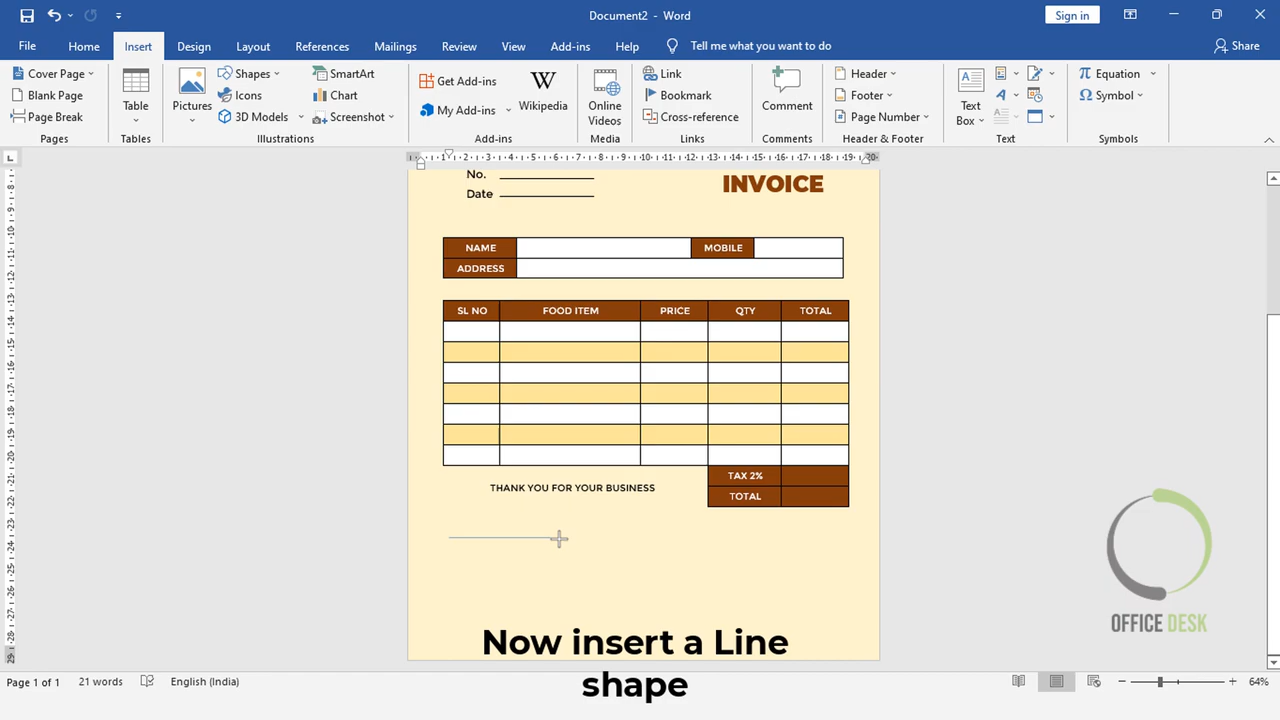 Document2 - Word
Sign in
File Home Insert Design Layout References Mailings Review View Add-ins Help Tell me what you want to do Share
Cover Page
Blank Page
Page Break
Pages
Table
Tables
Pictures
Shapes
Icons
3D Models
SmartArt
Chart
Screenshot
Illustrations
Get Add-ins
My Add-ins
Wikipedia
Add-ins
Online
Videos
Media
Link
Bookmark
Cross-reference
Links
Comment
Comments
Header
Footer
Page Number
Header & Footer
Text
Box
Text
Equation
Symbol
Symbols
No.
Date
INVOICE
NAME MOBILE
ADDRESS
SL NO FOOD ITEM PRICE QTY TOTAL
TAX 2%
THANK YOU FOR YOUR BUSINESS
TOTAL
OFFICE DESK
Now insert a Line
shape
Page 1 of 1 21 words English (India) 64%